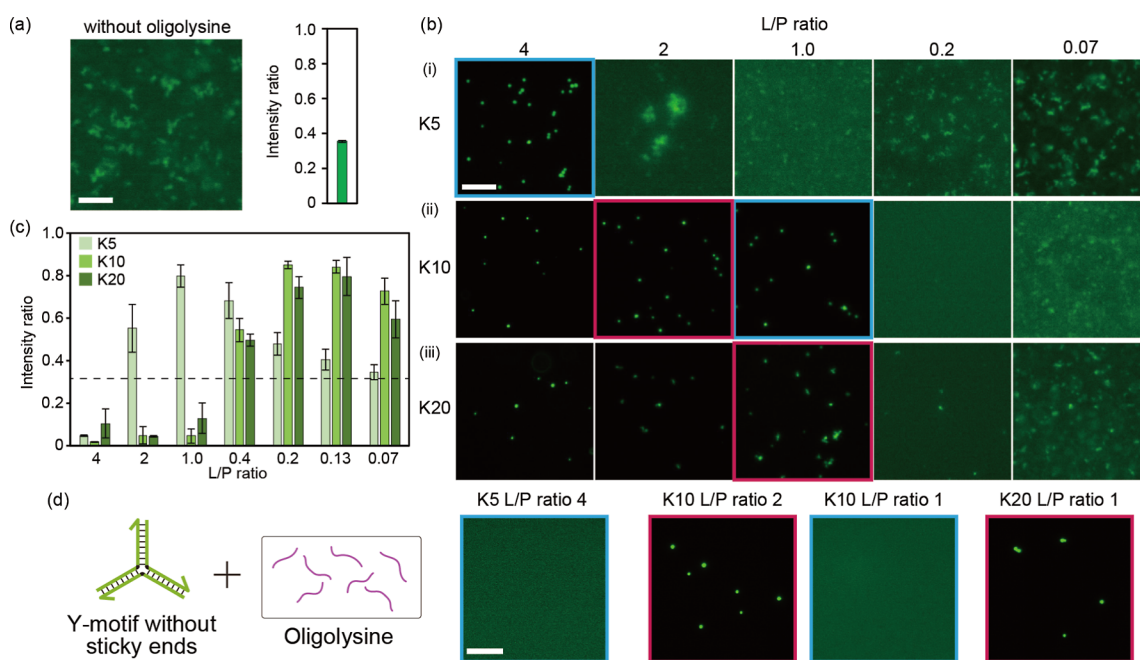 (a)
without oligolysine
1.0
0.8
0.6
0.4
0.2
0
Intensity ratio
(b)
L/P ratio
4 2 1.0 0.2 0.07
(i)
K5
(ii)
K10
(iii)
K20
(c)
1.0
0.8
0.6
0.4
0.2
0
Intensity ratio
K5
K10
K20
4 2 1.0 0.4 0.2 0.13 0.07
L/P ratio
(d)
Y-motif without
sticky ends
+
Oligolysine
K5 L/P ratio 4
K10 L/P ratio 2
K10 L/P ratio 1
K20 L/P ratio 1